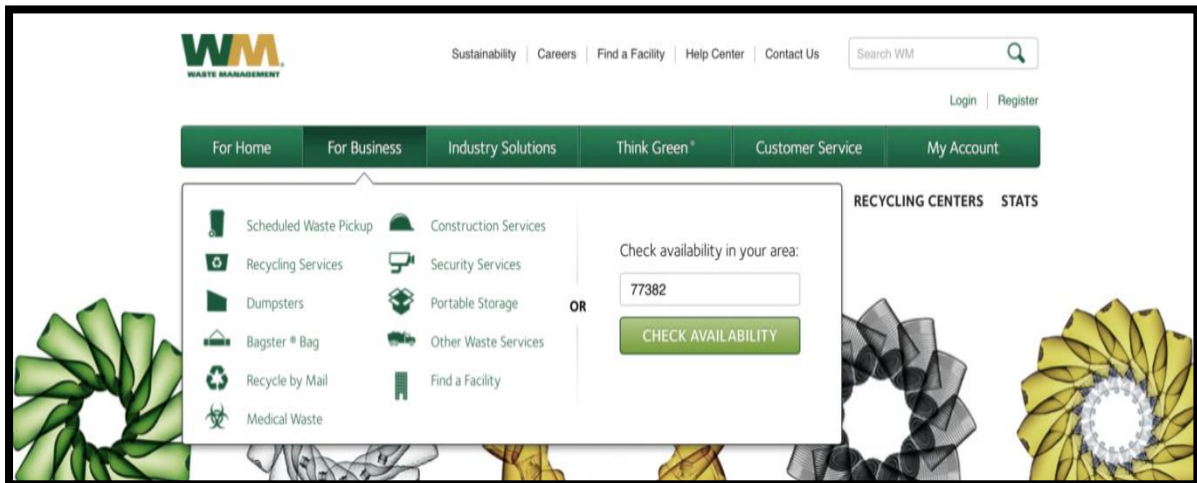 WM
WASTE MANAGEMENT
Sustainability | Careers | Find a Facility | Help Center | Contact Us
Search WM
Login | Register
For Home For Business Industry Solutions Think Green® Customer Service My Account
RECYCLING CENTERS STATS
Scheduled Waste Pickup
Recycling Services
Dumpsters
Bagster ® Bag
Recycle by Mail
Medical Waste
Construction Services
Security Services
Portable Storage
Other Waste Services
Find a Facility
OR
Check availability in your area:
77382
CHECK AVAILABILITY